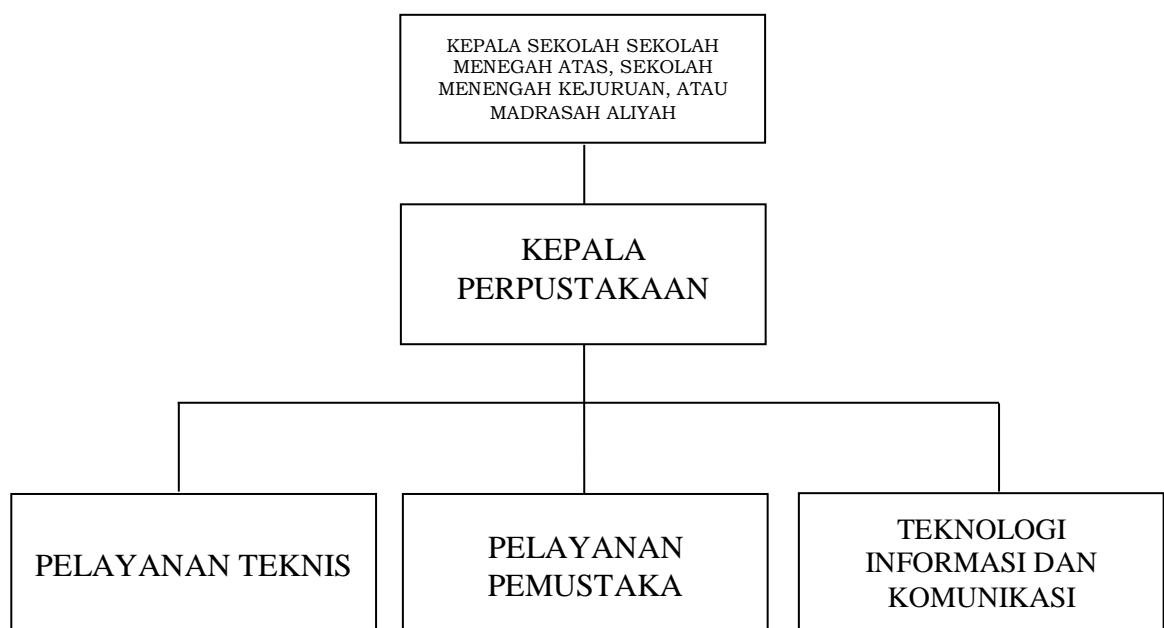 KEPALA SEKOLAH SEKOLAH
MENEGAH ATAS, SEKOLAH
MENENGAH KEJURUAN, ATAU
MADRASAH ALIYAH
KEPALA
PERPUSTAKAAN
PELAYANAN TEKNIS
PELAYANAN
PEMUSTAKA
TEKNOLOGI
INFORMASI DAN
KOMUNIKASI